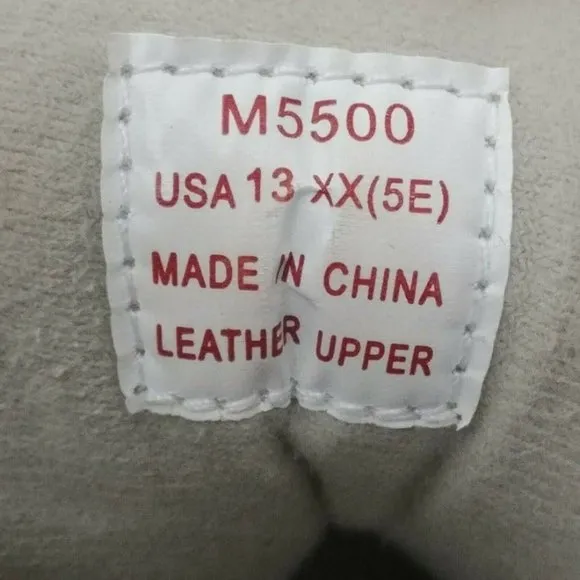 M5500
USA 13 XX(5E)
MADE IN CHINA
LEATHER UPPER